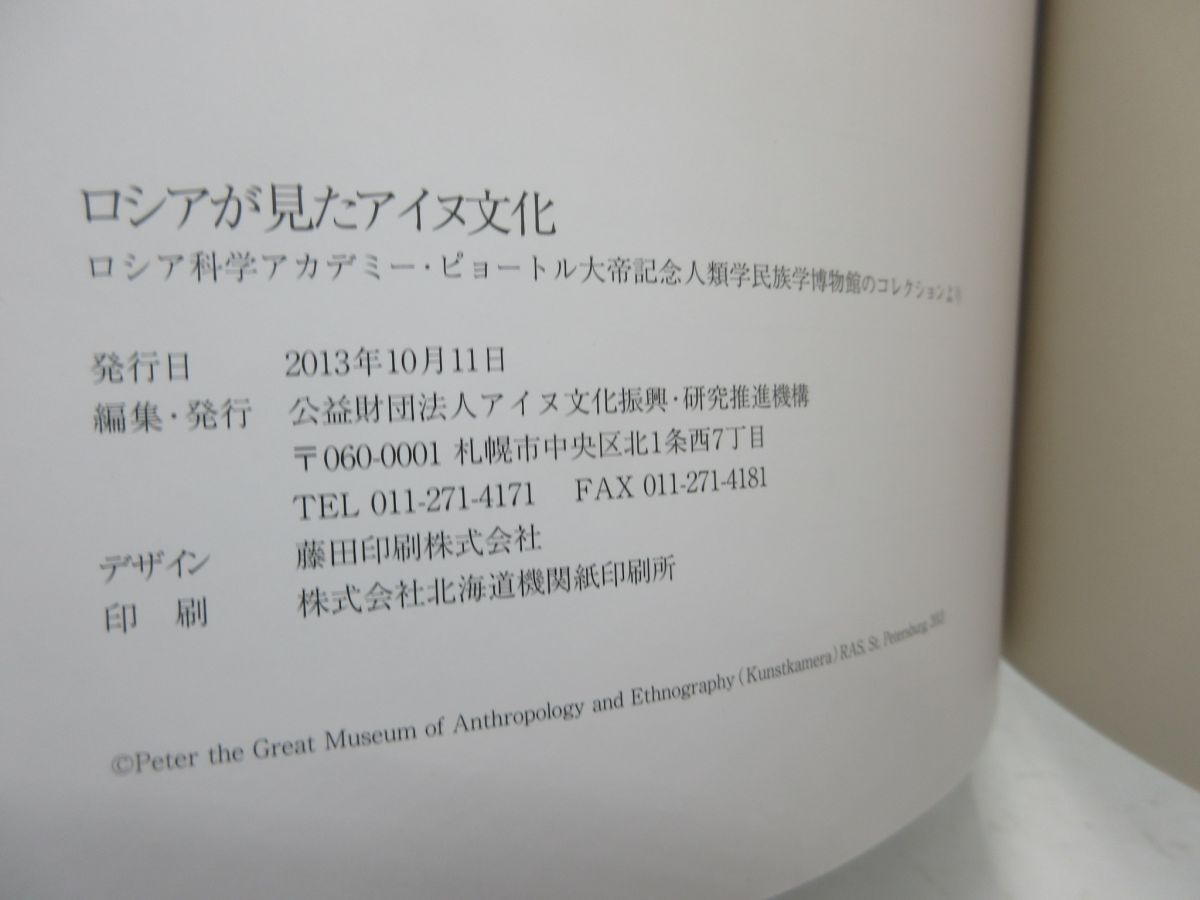 ロシアが見たアイヌ文化
ロシア科学アカデミー・ピョートル大帝記念人類学民族学博物館のコレクションより
発行日 2013年10月11日
編集・発行 公益財団法人アイヌ文化振興・研究推進機構
〒060-0001 札幌市中央区北1条西7丁目
TEL 011-271-4171 FAX 011-271-4181
デザイン 藤田印刷株式会社
印 刷 株式会社北海道機関紙印刷所
©Peter the Great Museum of Anthropology and Ethnography (Kunstkamera) RAS, St. Petersburg 2013